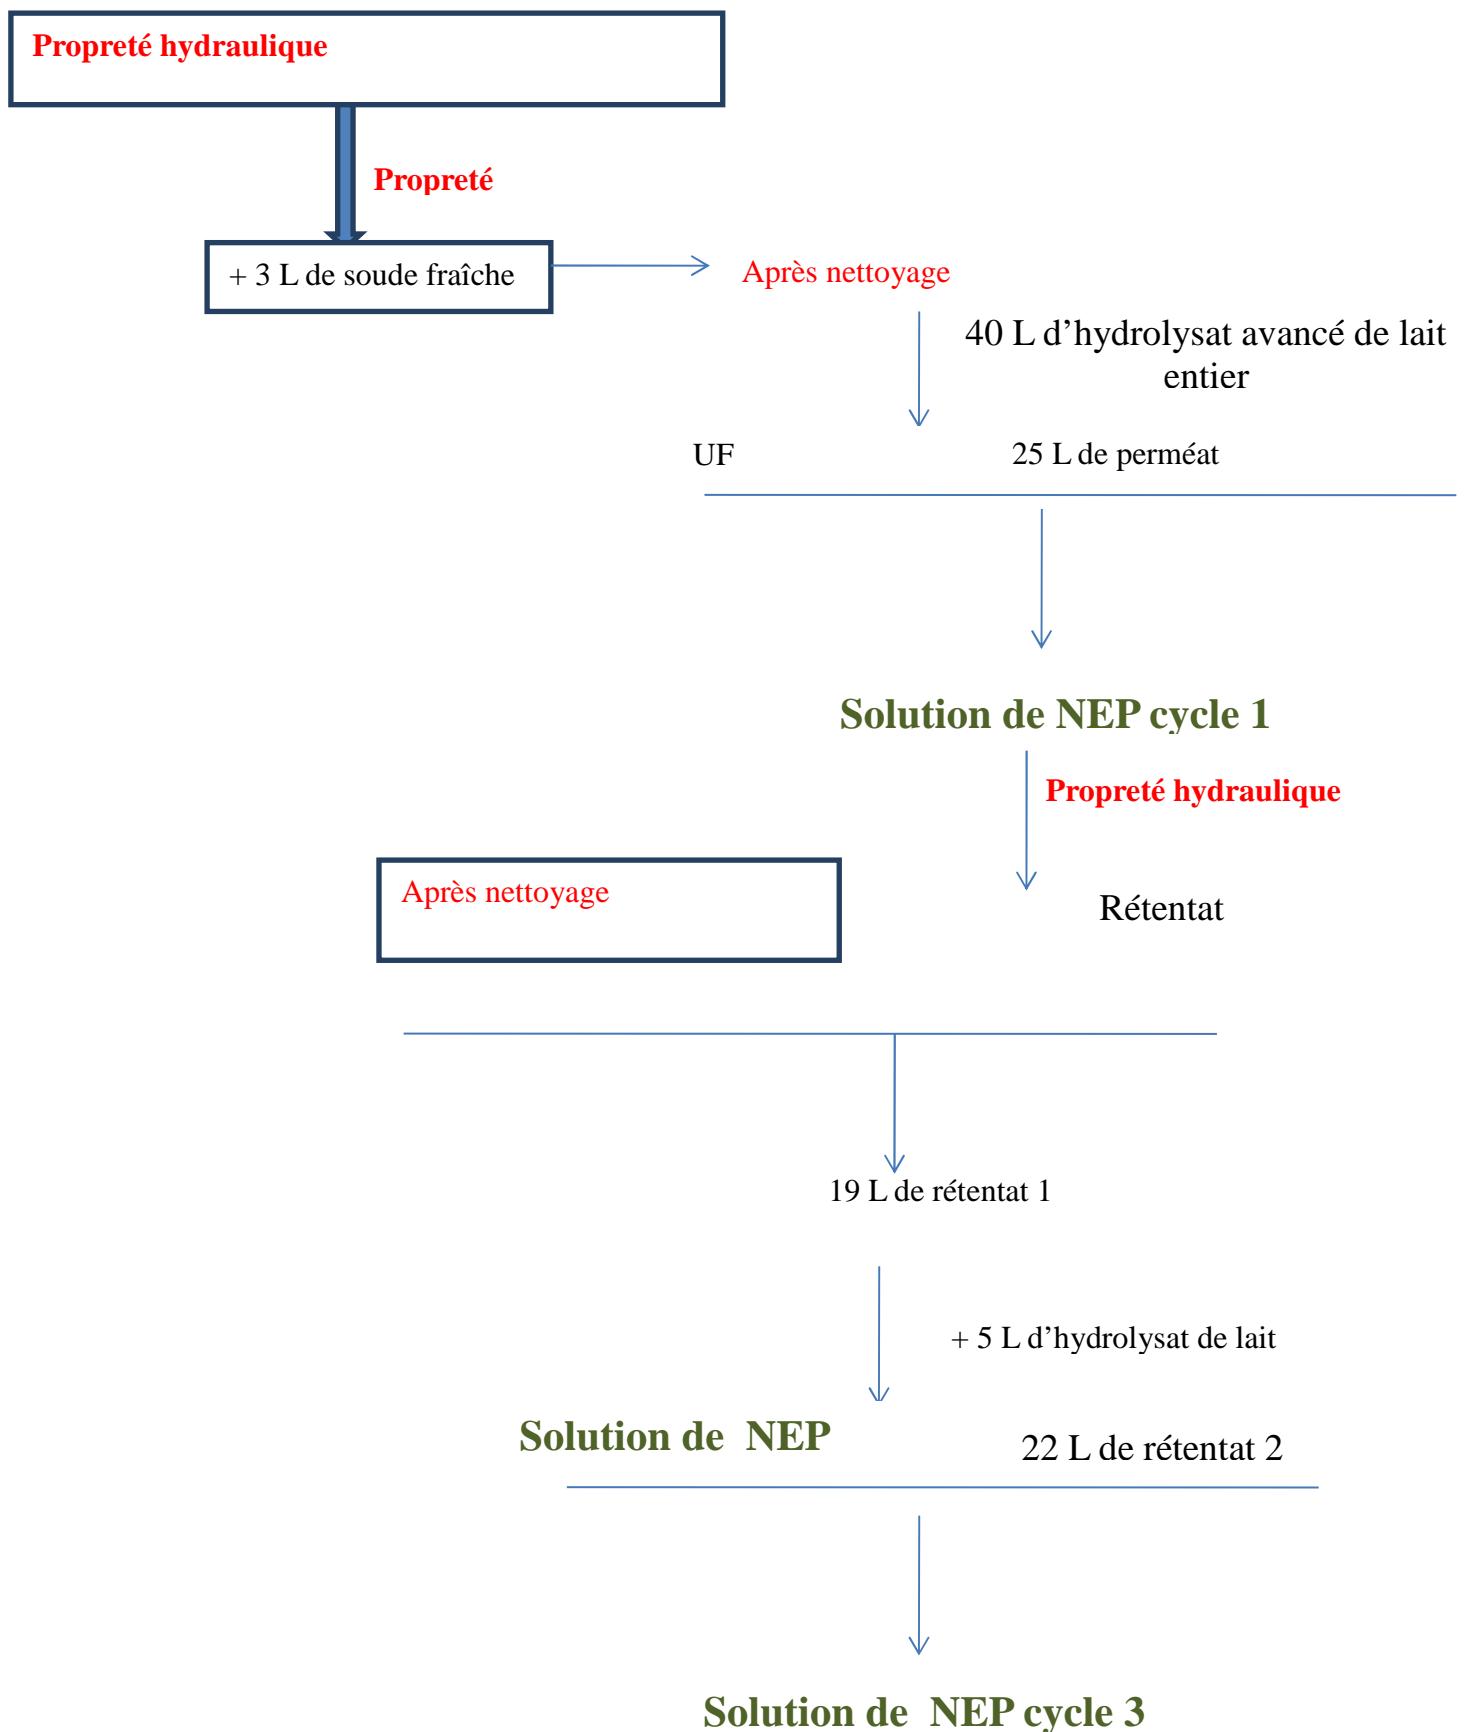 Propreté hydraulique
Propreté
+ 3 L de soude fraîche
Après nettoyage
40 L d’hydrolysat avancé de lait
entier
UF
25 L de perméat
Solution de NEP cycle 1
Propreté hydraulique
Après nettoyage
Rétentat
19 L de rétentat 1
+ 5 L d’hydrolysat de lait
Solution de NEP
22 L de rétentat 2
Solution de NEP cycle 3